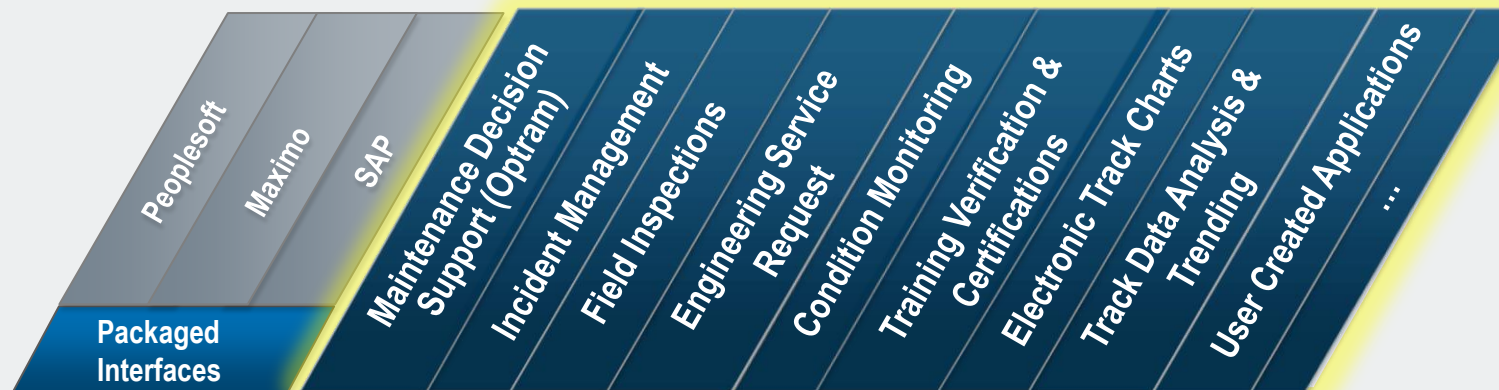 Peoplesoft
Maximo
SAP
Packaged
Interfaces
Maintenance Decision
Support (Optram)
Incident Management
Field Inspections
Engineering Service
Request
Condition Monitoring
Training Verification &
Certifications
Electronic Track Charts
Track Data Analysis &
Trending
User Created Applications
...